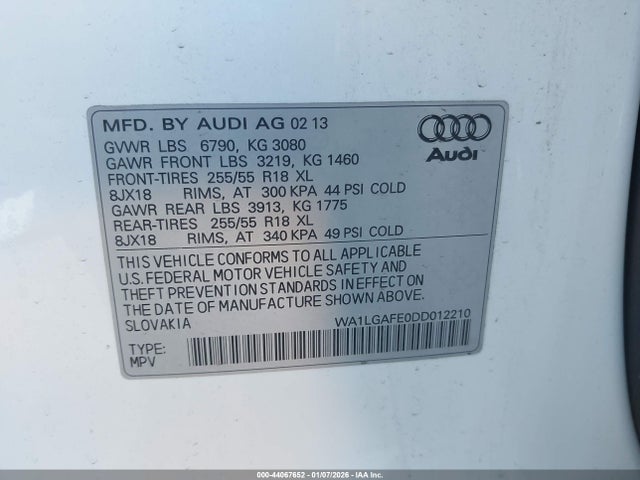 MFD. BY AUDI AG 02 13
GVWR LBS 6790, KG 3080
GAWR FRONT LBS 3219, KG 1460
FRONT-TIRES 255/55 R18 XL
8JX18 RIMS, AT 300 KPA 44 PSI COLD
GAWR REAR LBS 3913, KG 1775
REAR-TIRES 255/55 R18 XL
8JX18 RIMS, AT 340 KPA 49 PSI COLD
Audi
THIS VEHICLE CONFORMS TO ALL APPLICABLE
U.S. FEDERAL MOTOR VEHICLE SAFETY AND
THEFT PREVENTION STANDARDS IN EFFECT ON
THE DATE OF MANUFACTURE SHOWN ABOVE.
SLOVAKIA WA1LGAFE0DD012210
TYPE:
MPV
000-44067652 | 01/07/2026 - COPART/IAA